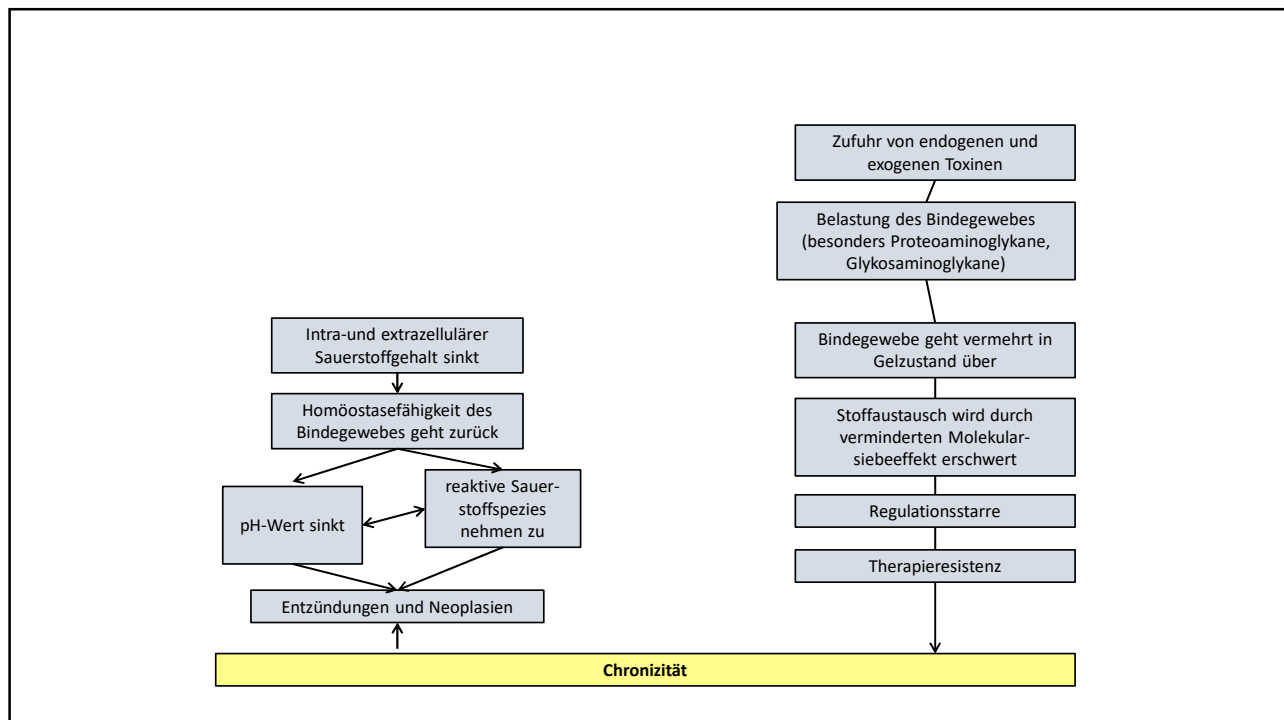 Zufuhr von endogenen und
exogenen Toxinen
Belastung des Bindegewebes
(besonders Proteoaminoglykane,
Glykosaminoglykane)
Bindegewebe geht vermehrt in
Gelzustand über
Stoffaustausch wird durch
verminderten Molekular-
siebeeffekt erschwert
Regulationsstarre
Therapieresistenz
Intra-und extrazellulärer
Sauerstoffgehalt sinkt
Homöostasefähigkeit des
Bindegewebes geht zurück
pH-Wert sinkt
reaktive Sauer-
stoffspezies
nehmen zu
Entzündungen und Neoplasien
Chronizität